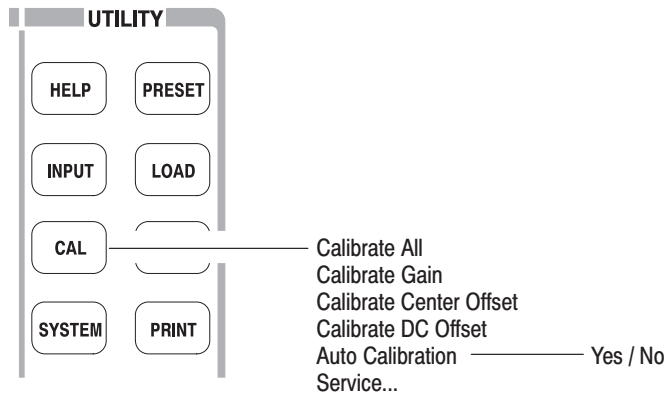 UTILITY
HELP PRESET
INPUT LOAD
CAL
SYSTEM PRINT
Calibrate All
Calibrate Gain
Calibrate Center Offset
Calibrate DC Offset
Auto Calibration Yes / No
Service...